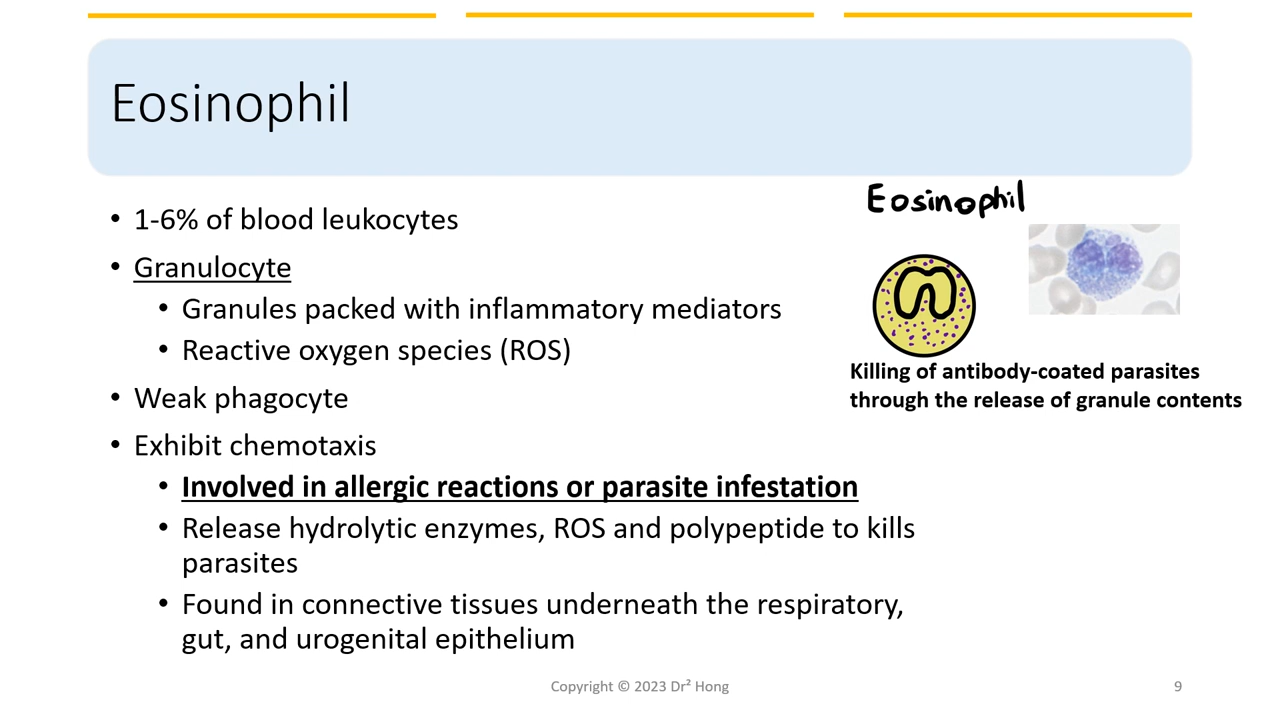 Eosinophil
• 1-6% of blood leukocytes
• Granulocyte
• Granules packed with inflammatory mediators
• Reactive oxygen species (ROS)
• Weak phagocyte
• Exhibit chemotaxis
• Involved in allergic reactions or parasite infestation
• Release hydrolytic enzymes, ROS and polypeptide to kills
parasites
• Found in connective tissues underneath the respiratory,
gut, and urogenital epithelium
Eosinophil
Killing of antibody-coated parasites
through the release of granule contents
Copyright © 2023 Dr² Hong
9